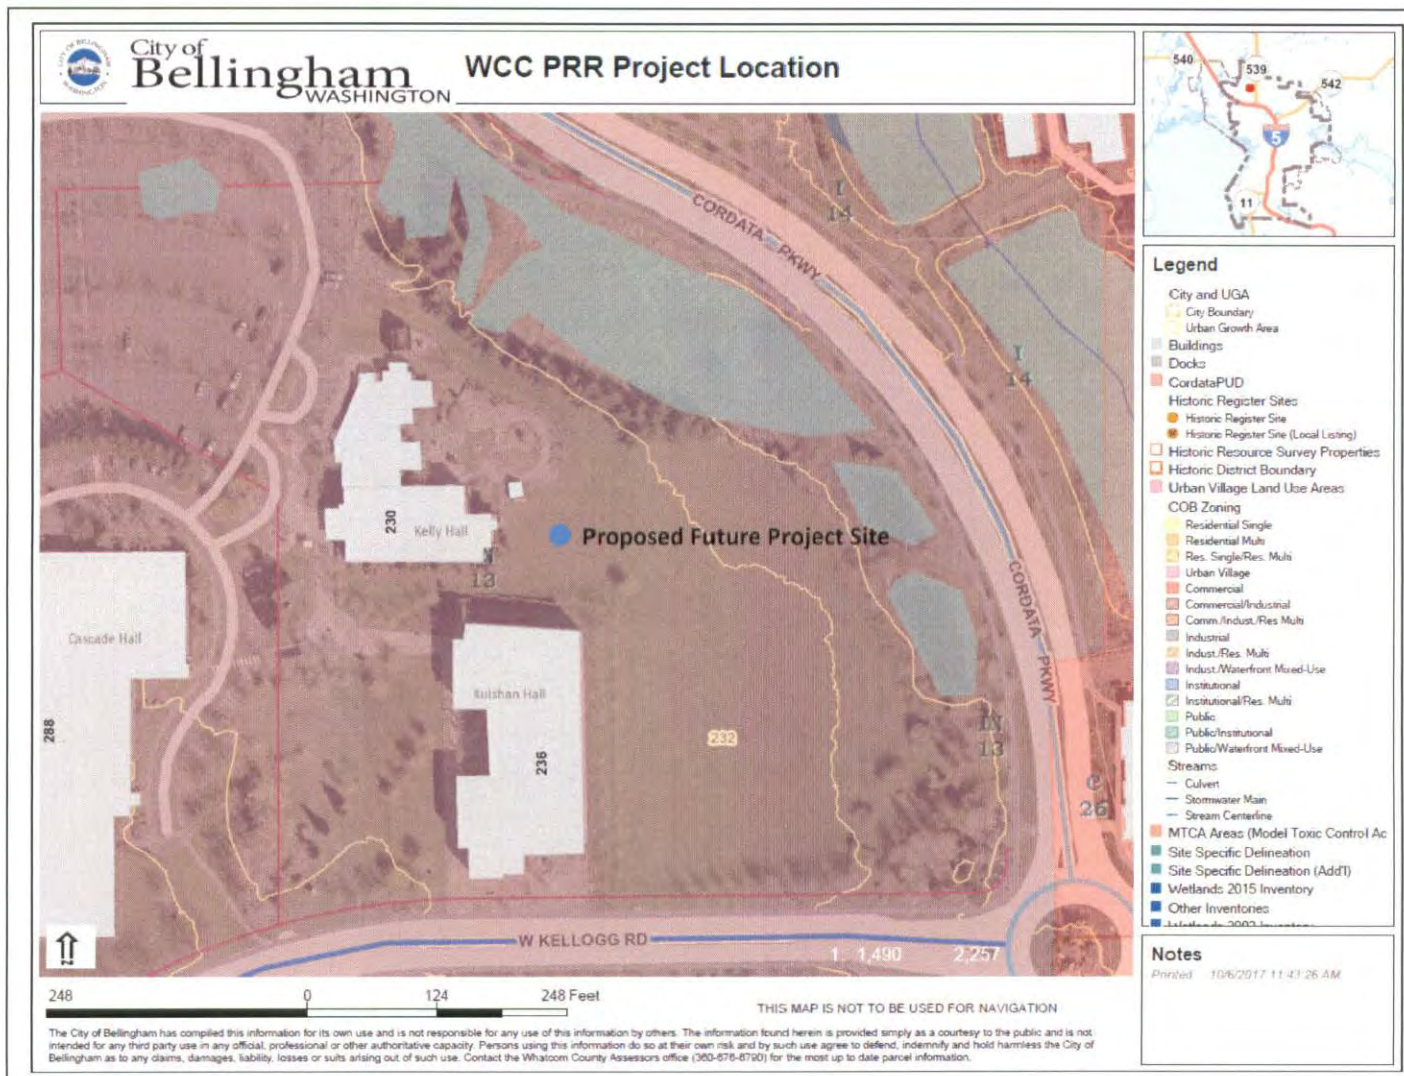 CITY OF BELLINGHAM
WASHINGTON
City of
Bellingham
WASHINGTON
WCC PRR Project Location
540
539
542
5
11
CORDATA PKWY
I
14
I
14
230
Kelly Hall
13
Proposed Future Project Site
Cascade Hall
288
Kulshan Hall
236
232
CORDATA PKWY
IN
13
C
26
W KELLOGG RD
1: 1,490
2,257
Legend
City and UGA
City Boundary
Urban Growth Area
Buildings
Docks
CordataPUD
Historic Register Sites
Historic Register Site
Historic Register Site (Local Listing)
Historic Resource Survey Properties
Historic District Boundary
Urban Village Land Use Areas
COB Zoning
Residential Single
Residential Multi
Res. Single/Res. Multi
Urban Village
Commercial
Commercial/Industrial
Comm./Indust./Res Multi
Industrial
Indust./Res. Multi
Indust./Waterfront Mixed-Use
Institutional
Institutional/Res. Multi
Public
Public/Institutional
Public/Waterfront Mixed-Use
Streams
Culvert
Stormwater Main
Stream Centerline
MTCA Areas (Model Toxic Control Ac
Site Specific Delineation
Site Specific Delineation (Add'l)
Wetlands 2015 Inventory
Other Inventories
Wetlands 2003 Inventory
Notes
Printed 10/6/2017 11:43:26 AM
N
248 0 124 248 Feet
THIS MAP IS NOT TO BE USED FOR NAVIGATION
The City of Bellingham has compiled this information for its own use and is not responsible for any use of this information by others. The information found herein is provided simply as a courtesy to the public and is not
intended for any third party use in any official, professional or other authoritative capacity. Persons using this information do so at their own risk and by such use agree to defend, indemnify and hold harmless the City of
Bellingham as to any claims, damages, liability, losses or suits arising out of such use. Contact the Whatcom County Assessors office (360-676-6790) for the most up to date parcel information.